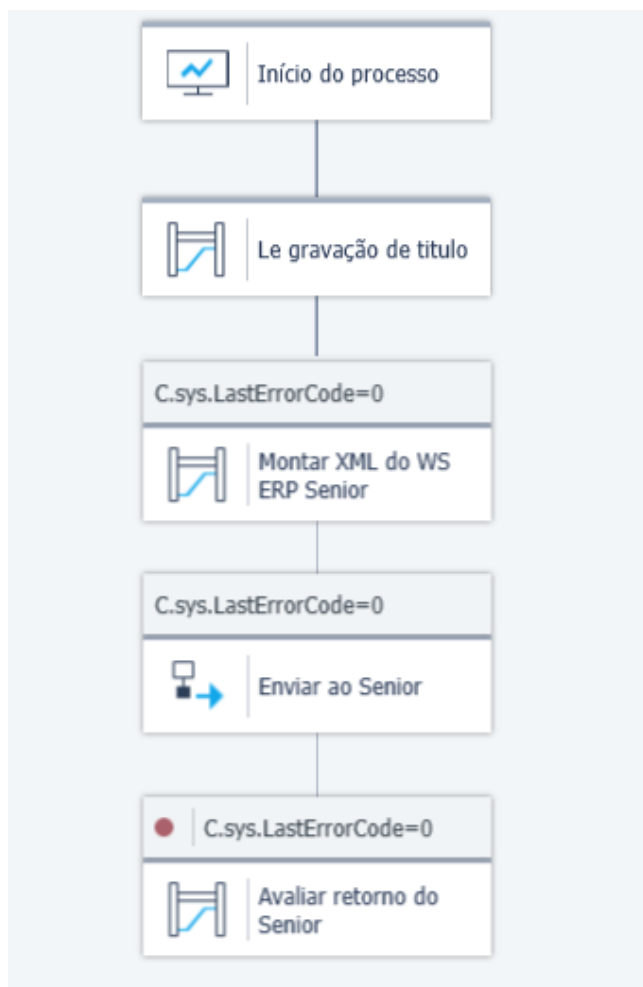 Início do processo
Le gravação de titulo
C.sys.LastErrorCode=0
Montar XML do WS
ERP Senior
C.sys.LastErrorCode=0
Enviar ao Senior
C.sys.LastErrorCode=0
Avaliar retorno do
Senior